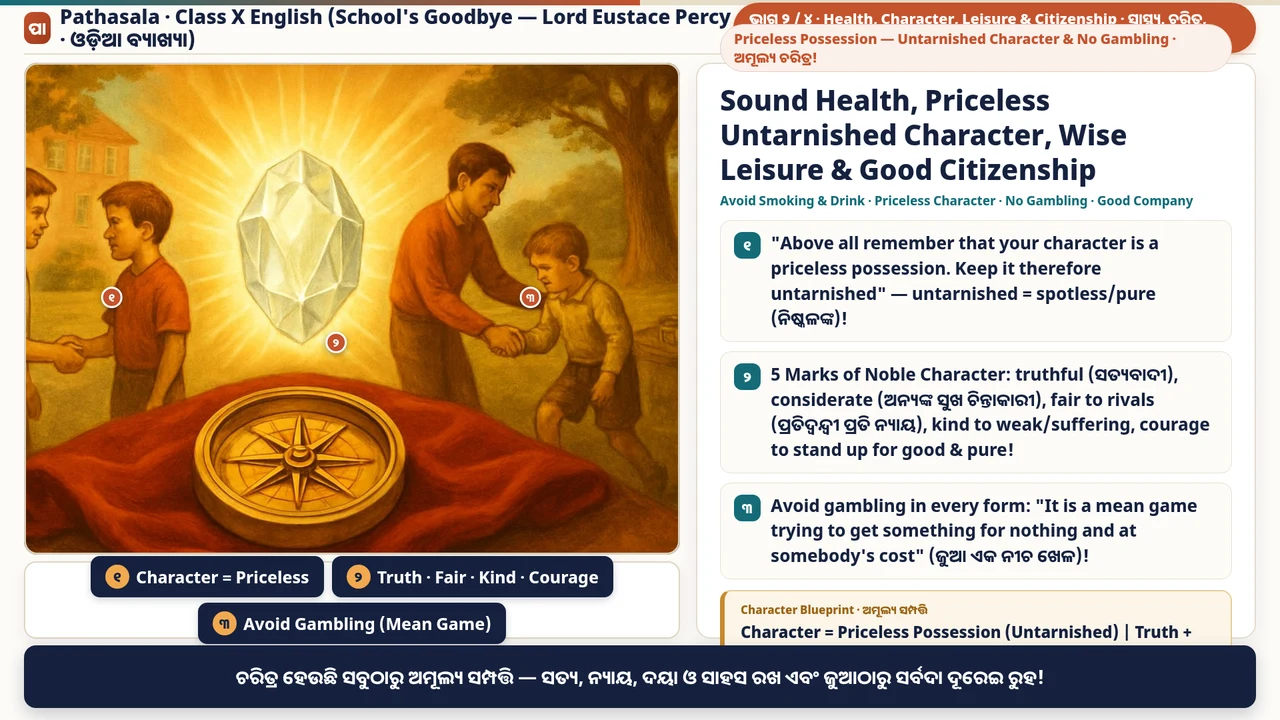 ପା
Pathasala · Class X English (School's Goodbye — Lord Eustace Percy
· ଓଡ଼ିଆ ବ୍ୟାଖ୍ୟା)
ଭାଗ ୨ / ୪ · Health, Character, Leisure & Citizenship · ସ୍ୱାସ୍ଥ୍ୟ, ଚରିତ୍ର,
Priceless Possession — Untarnished Character & No Gambling ·
ଅମୂଲ୍ୟ ଚରିତ୍ର!
Sound Health, Priceless
Untarnished Character, Wise
Leisure & Good Citizenship
Avoid Smoking & Drink · Priceless Character · No Gambling · Good Company
୧ "Above all remember that your character is a
priceless possession. Keep it therefore
untarnished" — untarnished = spotless/pure
(ନିଷ୍କଳଙ୍କ)!
୨ 5 Marks of Noble Character: truthful (ସତ୍ୟବାଦୀ),
considerate (ଅନ୍ୟଙ୍କ ସୁଖ ଚିନ୍ତାକାରୀ), fair to rivals
(ପ୍ରତିଦ୍ୱନ୍ଦ୍ୱୀ ପ୍ରତି ନ୍ୟାୟ), kind to weak/suffering, courage
to stand up for good & pure!
୩ Avoid gambling in every form: "It is a mean game
trying to get something for nothing and at
somebody's cost" (ଜୁଆ ଏକ ନୀଚ ଖେଳ)!
Character Blueprint · ଅମୂଲ୍ୟ ସମ୍ପତ୍ତି
Character = Priceless Possession (Untarnished) | Truth +
୧
୨
୩
୧ Character = Priceless
୨ Truth · Fair · Kind · Courage
୩ Avoid Gambling (Mean Game)
ଚରିତ୍ର ହେଉଛି ସବୁଠାରୁ ଅମୂଲ୍ୟ ସମ୍ପତ୍ତି — ସତ୍ୟ, ନ୍ୟାୟ, ଦୟା ଓ ସାହସ ରଖ ଏବଂ ଜୁଆଠାରୁ ସର୍ବଦା ଦୂରେଇ ରୁହ!